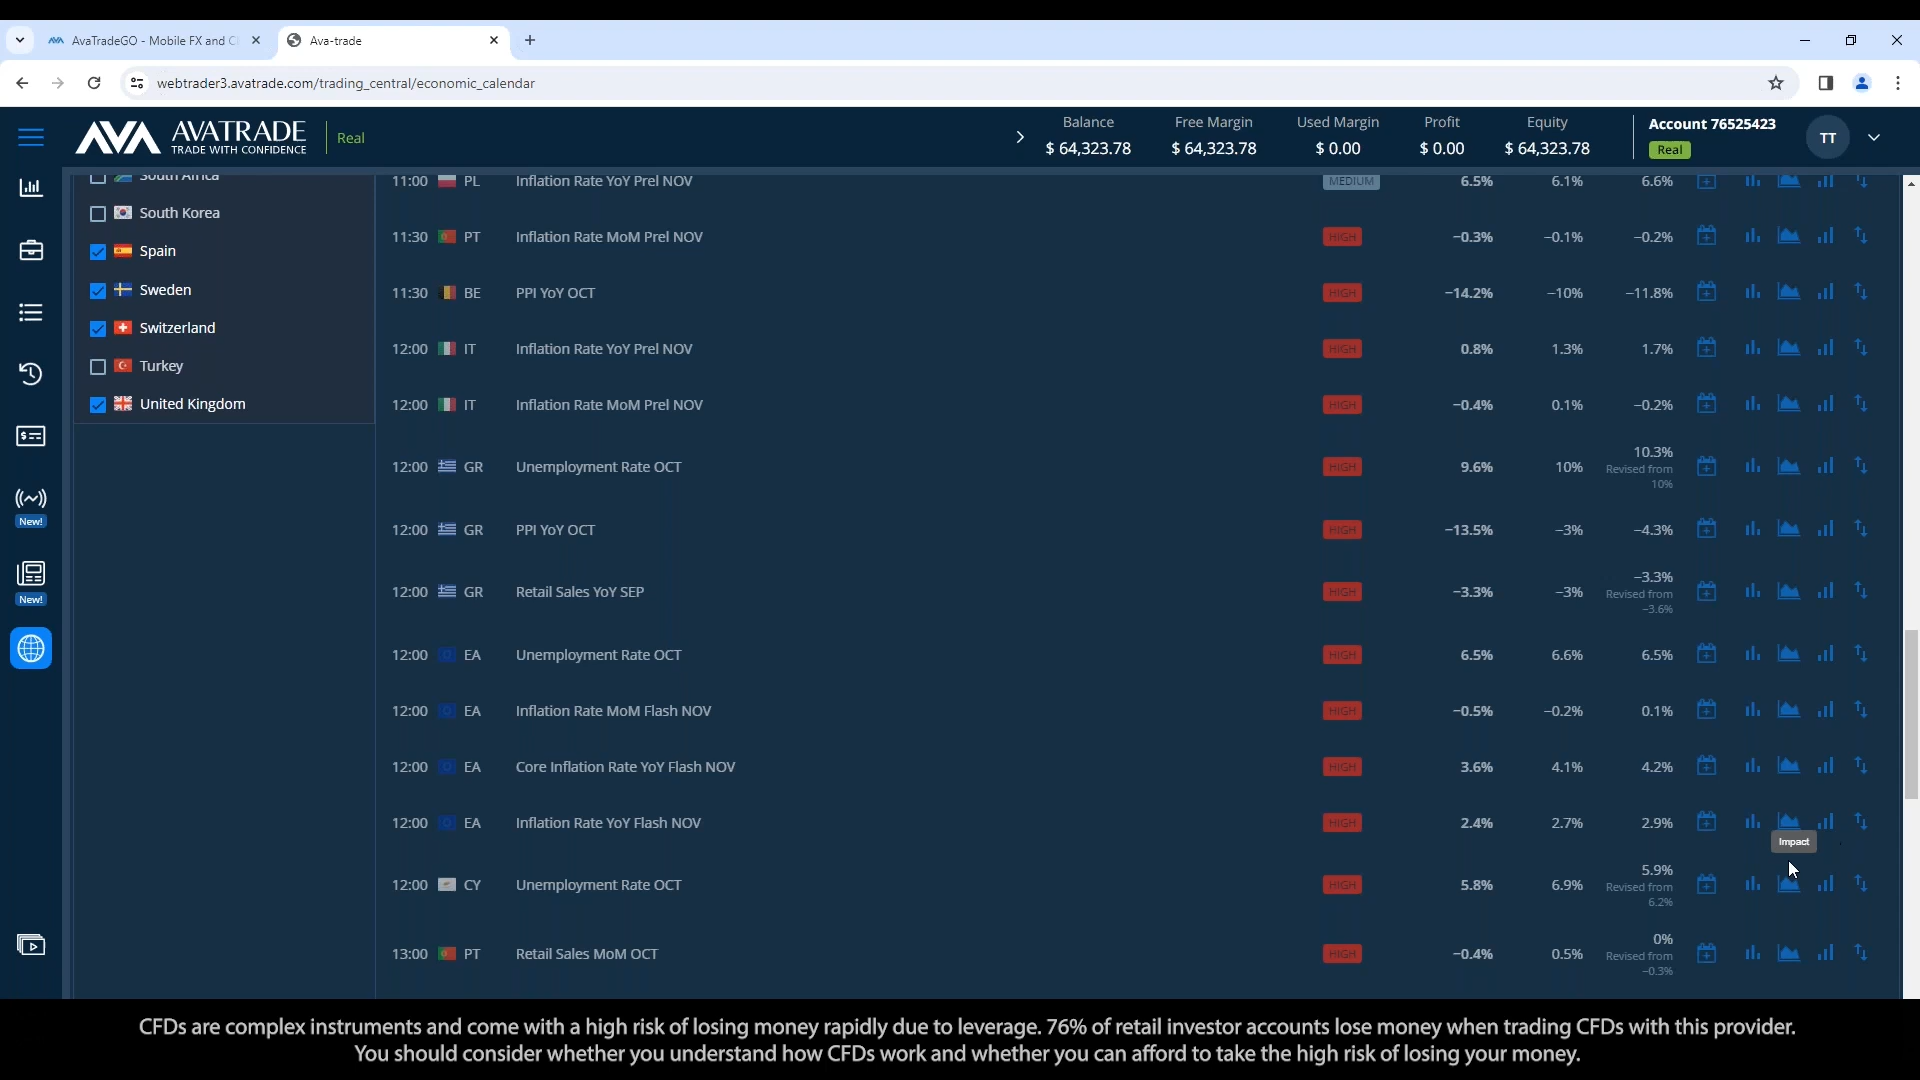 AvaTradeGO - Mobile FX and C
Ava-trade
webtrader3.avatrade.com/trading_central/economic_calendar
AVA AVATRADE
TRADE WITH CONFIDENCE
Real
Balance
$ 64,323.78
Free Margin
$ 64,323.78
Used Margin
$ 0.00
Profit
$ 0.00
Equity
$ 64,323.78
Account 76525423
Real
TT
New!
New!
South Africa
South Korea
Spain
Sweden
Switzerland
Turkey
United Kingdom
11:00 PL Inflation Rate YoY Prel NOV MEDIUM 6.5% 6.1% 6.6%
11:30 PT Inflation Rate MoM Prel NOV HIGH −0.3% −0.1% −0.2%
11:30 BE PPI YoY OCT HIGH −14.2% −10% −11.8%
12:00 IT Inflation Rate YoY Prel NOV HIGH 0.8% 1.3% 1.7%
12:00 IT Inflation Rate MoM Prel NOV HIGH −0.4% 0.1% −0.2%
12:00 GR Unemployment Rate OCT HIGH 9.6% 10% 10.3%
Revised from
10%
12:00 GR PPI YoY OCT HIGH −13.5% −3% −4.3%
12:00 GR Retail Sales YoY SEP HIGH −3.3% −3% −3.3%
Revised from
−3.6%
12:00 EA Unemployment Rate OCT HIGH 6.5% 6.6% 6.5%
12:00 EA Inflation Rate MoM Flash NOV HIGH −0.5% −0.2% 0.1%
12:00 EA Core Inflation Rate YoY Flash NOV HIGH 3.6% 4.1% 4.2%
12:00 EA Inflation Rate YoY Flash NOV HIGH 2.4% 2.7% 2.9%
Impact
12:00 CY Unemployment Rate OCT HIGH 5.8% 6.9% 5.9%
Revised from
6.2%
13:00 PT Retail Sales MoM OCT HIGH −0.4% 0.5% 0%
Revised from
−0.3%
CFDs are complex instruments and come with a high risk of losing money rapidly due to leverage. 76% of retail investor accounts lose money when trading CFDs with this provider.
You should consider whether you understand how CFDs work and whether you can afford to take the high risk of losing your money.